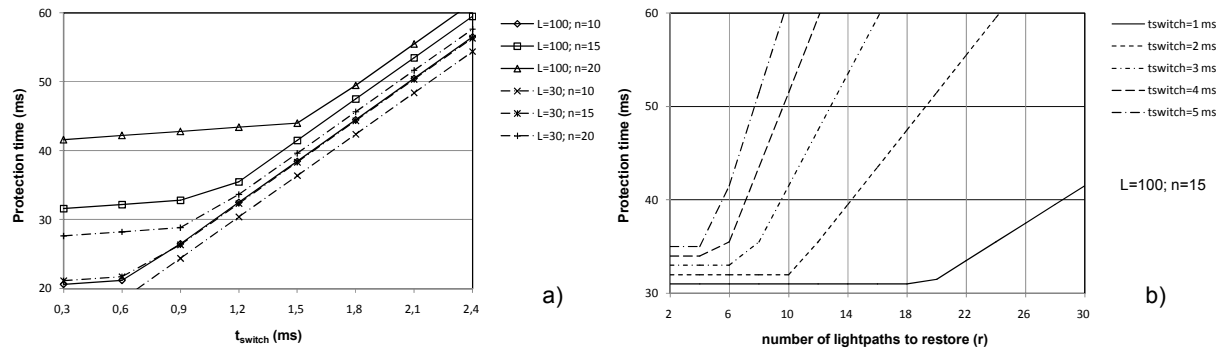 Protection time (ms)
60
50
40
30
20
0,3 0,6 0,9 1,2 1,5 1,8 2,1 2,4
tswitch (ms)
L=100; n=10
L=100; n=15
L=100; n=20
L=30; n=10
L=30; n=15
L=30; n=20
a)
Protection time (ms)
60
50
40
30
2 6 10 14 18 22 26 30
number of lightpaths to restore (r)
tswitch=1 ms
tswitch=2 ms
tswitch=3 ms
tswitch=4 ms
tswitch=5 ms
L=100; n=15
b)